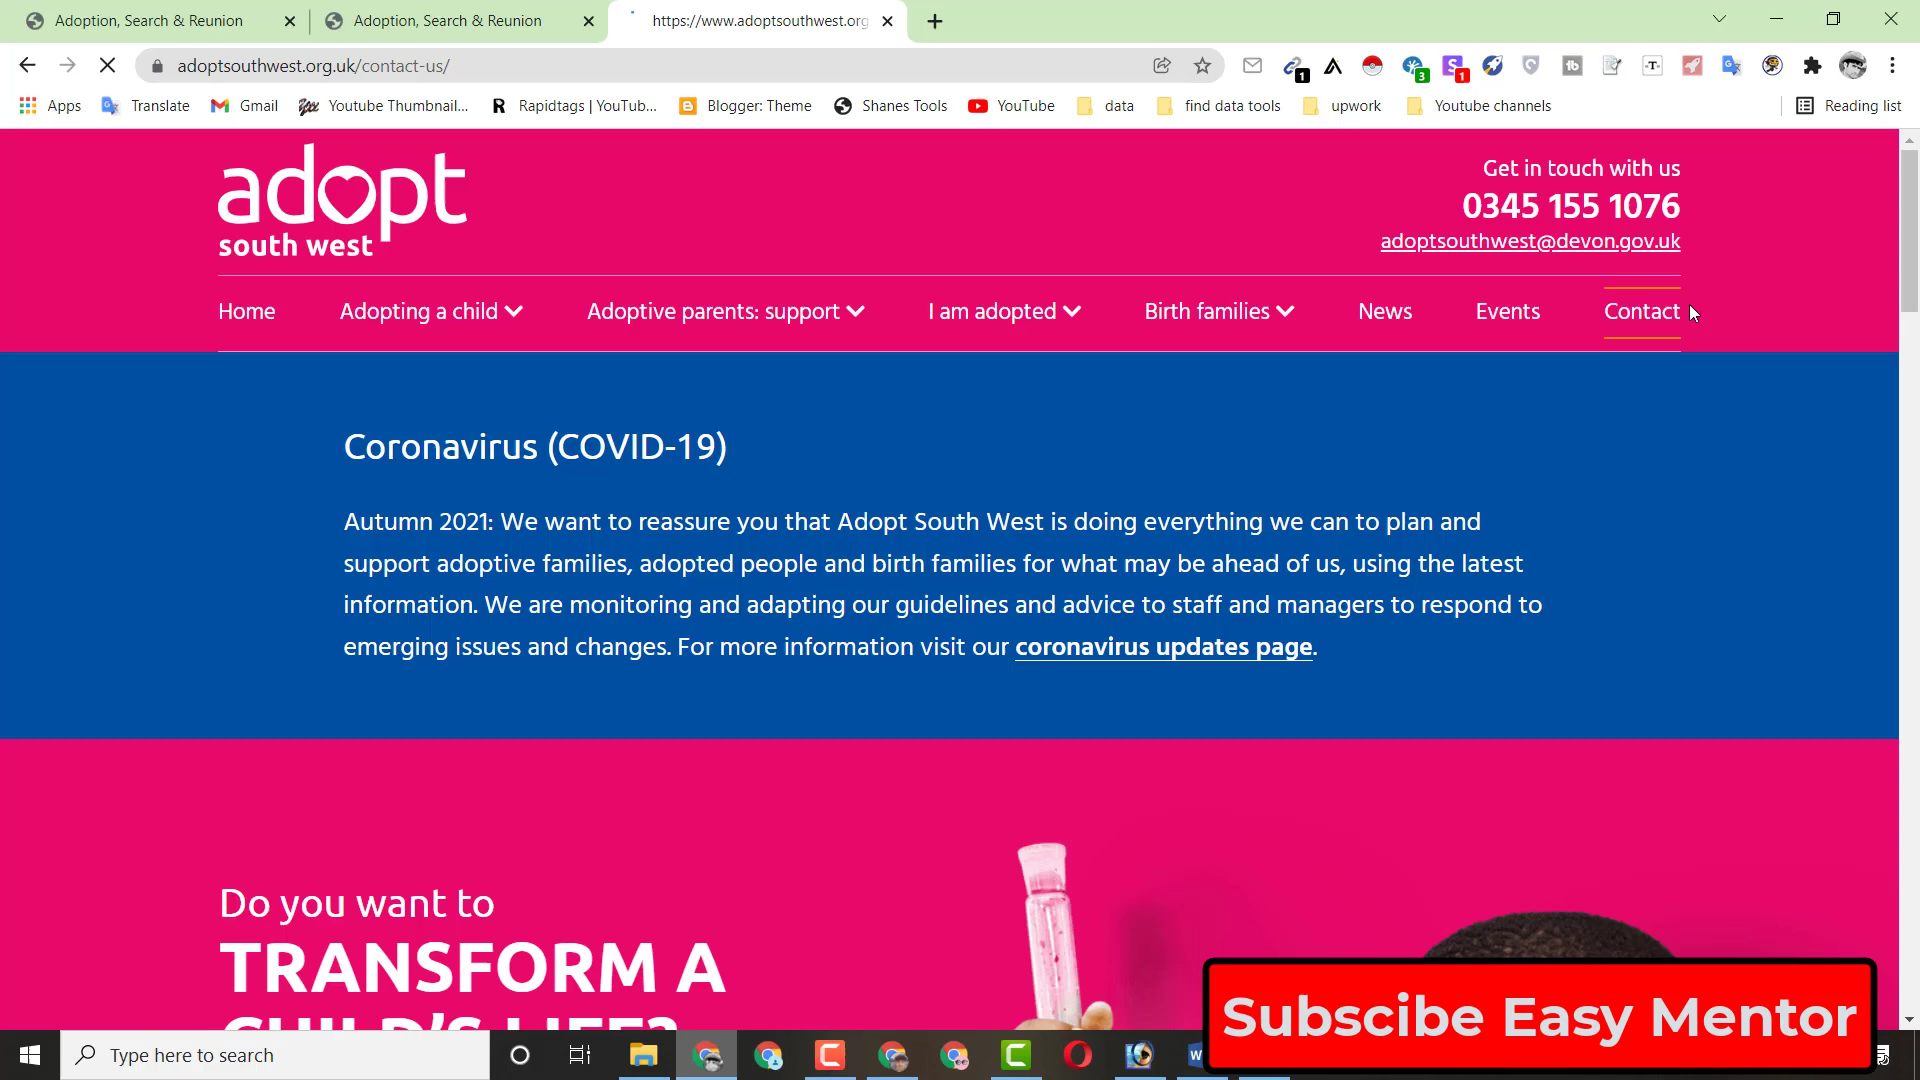 Adoption, Search & Reunion
Adoption, Search & Reunion
https://www.adoptsouthwest.org
adoptsouthwest.org.uk/contact-us/
1
3
1
Apps
Translate
Gmail
Youtube Thumbnail...
Rapidtags | YouTub...
Blogger: Theme
Shanes Tools
YouTube
data
find data tools
upwork
Youtube channels
Reading list
adopt
south west
Get in touch with us
0345 155 1076
adoptsouthwest@devon.gov.uk
Home
Adopting a child
Adoptive parents: support
I am adopted
Birth families
News
Events
Contact
Coronavirus (COVID-19)
Autumn 2021: We want to reassure you that Adopt South West is doing everything we can to plan and
support adoptive families, adopted people and birth families for what may be ahead of us, using the latest
information. We are monitoring and adapting our guidelines and advice to staff and managers to respond to
emerging issues and changes. For more information visit our coronavirus updates page.
Do you want to
TRANSFORM A
CHILD'S LIFE?
Subscibe Easy Mentor
Type here to search